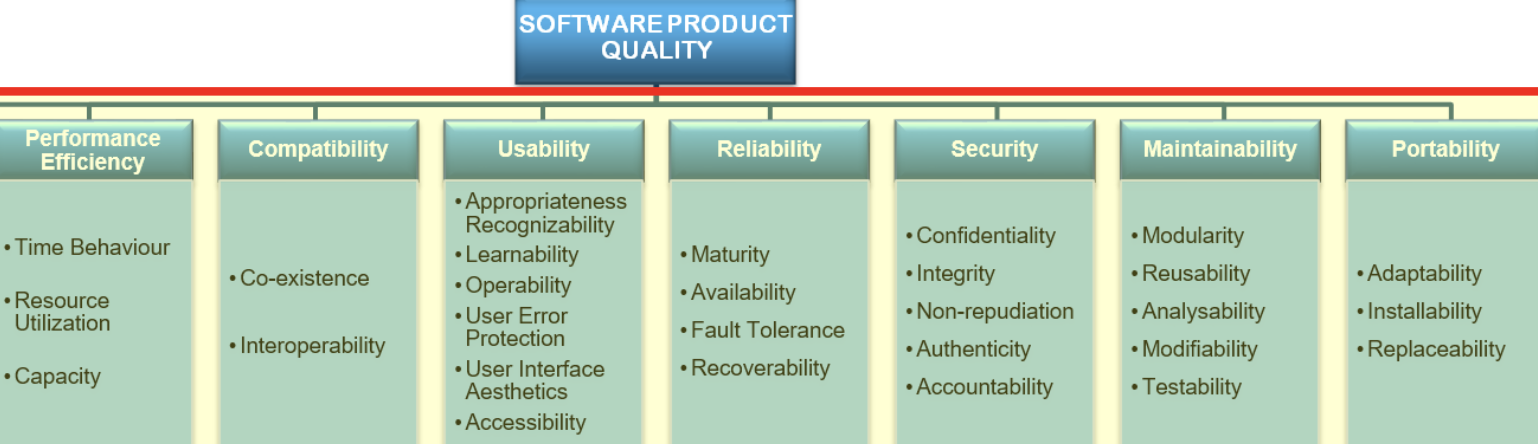 SOFTWARE PRODUCT
QUALITY
Performance
Efficiency
• Time Behaviour
• Resource
Utilization
• Capacity
Compatibility
• Co-existence
• Interoperability
Usability
• Appropriateness
Recognizability
• Learnability
• Operability
• User Error
Protection
• User Interface
Aesthetics
• Accessibility
Reliability
• Maturity
• Availability
• Fault Tolerance
• Recoverability
Security
• Confidentiality
• Integrity
• Non-repudiation
• Authenticity
• Accountability
Maintainability
• Modularity
• Reusability
• Analysability
• Modifiability
• Testability
Portability
• Adaptability
• Installability
• Replaceability